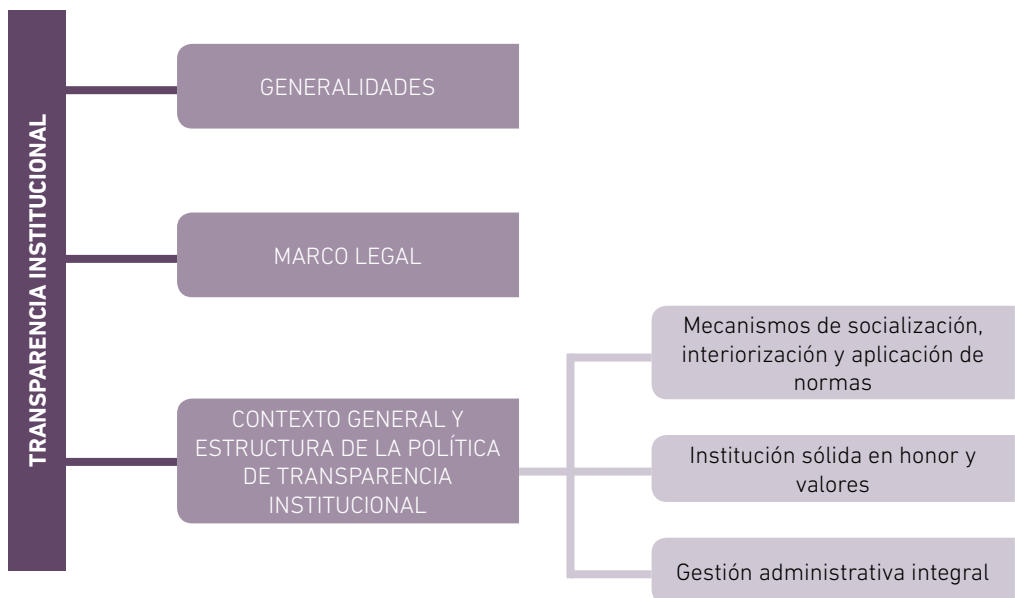 TRANSPARENCIA INSTITUCIONAL
GENERALIDADES
MARCO LEGAL
CONTEXTO GENERAL Y
ESTRUCTURA DE LA POLÍTICA
DE TRANSPARENCIA
INSTITUCIONAL
Mecanismos de socialización,
interiorización y aplicación de
normas
Institución sólida en honor y
valores
Gestión administrativa integral